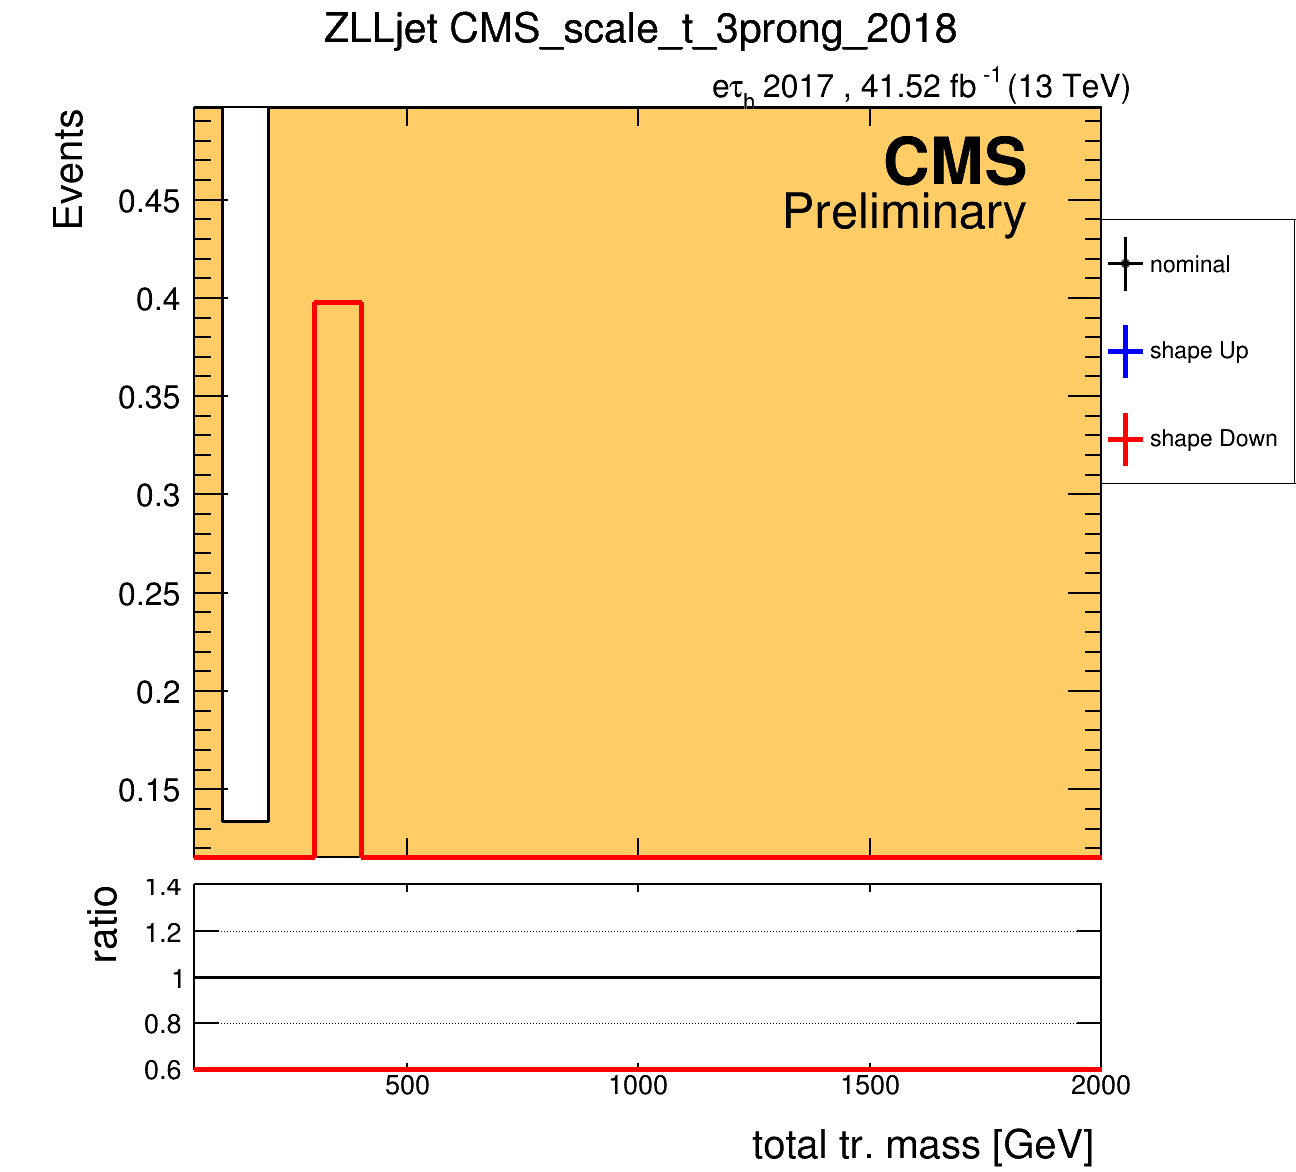 ZLLjet CMS_scale_t_3prong_2018
eτh 2017 , 41.52 fb-1 (13 TeV)
Events
CMS
Preliminary
0.45
0.4
0.35
0.3
0.25
0.2
0.15
nominal
shape Up
shape Down
ratio
1.4
1.2
1
0.8
0.6
500
1000
1500
2000
total tr. mass [GeV]